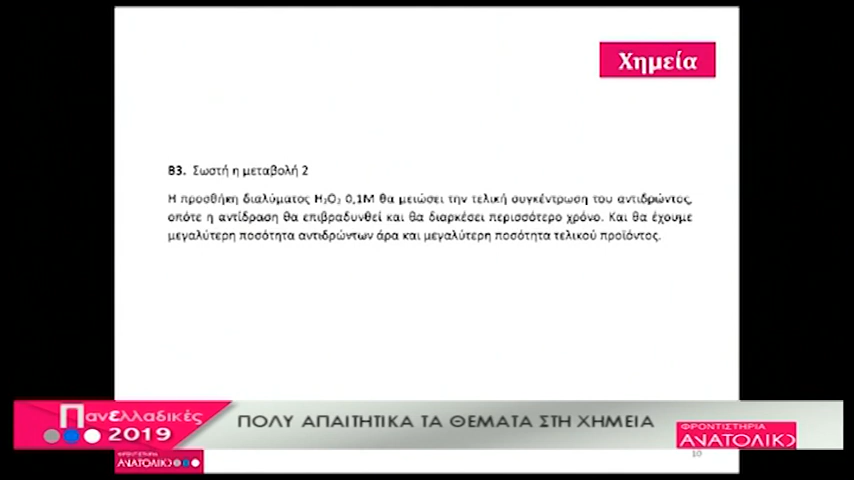 Χημεία
Β3. Σωστή η μεταβολή 2
Η προσθήκη διαλύματος H₂O₂ 0,1M θα μειώσει την τελική συγκέντρωση του αντιδρώντος,
οπότε η αντίδραση θα επιβραδυνθεί και θα διαρκέσει περισσότερο χρόνο. Και θα έχουμε
μεγαλύτερη ποσότητα αντιδρώντων άρα και μεγαλύτερη ποσότητα τελικού προϊόντος.
Πανελλαδικές
2019
ΠΟΛΥ ΑΠΑΙΤΗΤΙΚΑ ΤΑ ΘΕΜΑΤΑ ΣΤΗ ΧΗΜΕΙΑ
ΦΡΟΝΤΙΣΤΗΡΙΑ
ΑΝΑΤΟΛΙΚΟ
ΦΡΟΝΤΙΣΤΗΡΙΑ
ΑΝΑΤΟΛΙΚΟ
10